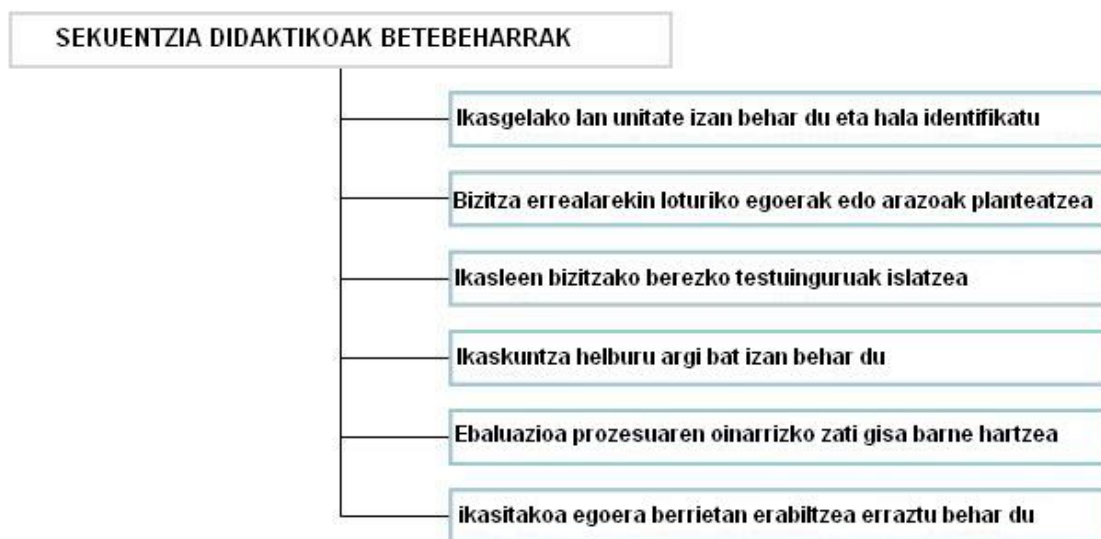 SEKUENTZIA DIDAKTIKOAK BETEBEHARRAK
Ikasgelako lan unitate izan behar du eta hala identifikatu
Bizitza errealarekin loturiko egoerak edo arazoak planteatzea
Ikasleen bizitzako berezko testuinguruak islatzea
Ikaskuntza helburu argi bat izan behar du
Ebaluazioa prozesuaren oinarrizko zati gisa barne hartzea
ikasitakoa egoera berrietan erabiltzea erraztu behar du